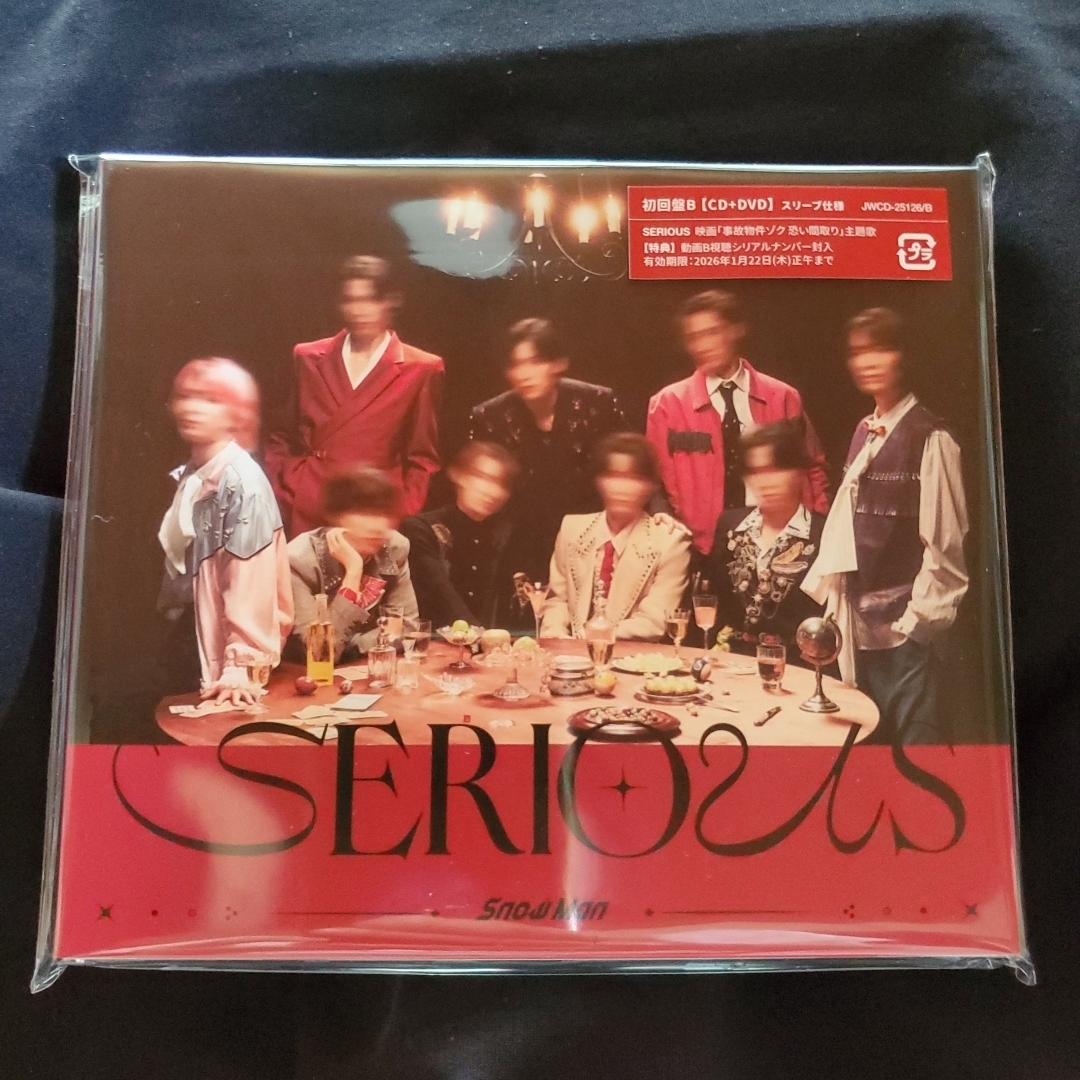 初回盤B【CD+DVD】スリーブ仕様 JWCD-25126/B
SERIOUS 映画「事故物件ゾク 恐い間取り」主題歌
【特典】動画B視聴シリアルナンバー封入
有効期限：2026年1月22日(木)正午まで
プラ
SERIOUS
Snow Man